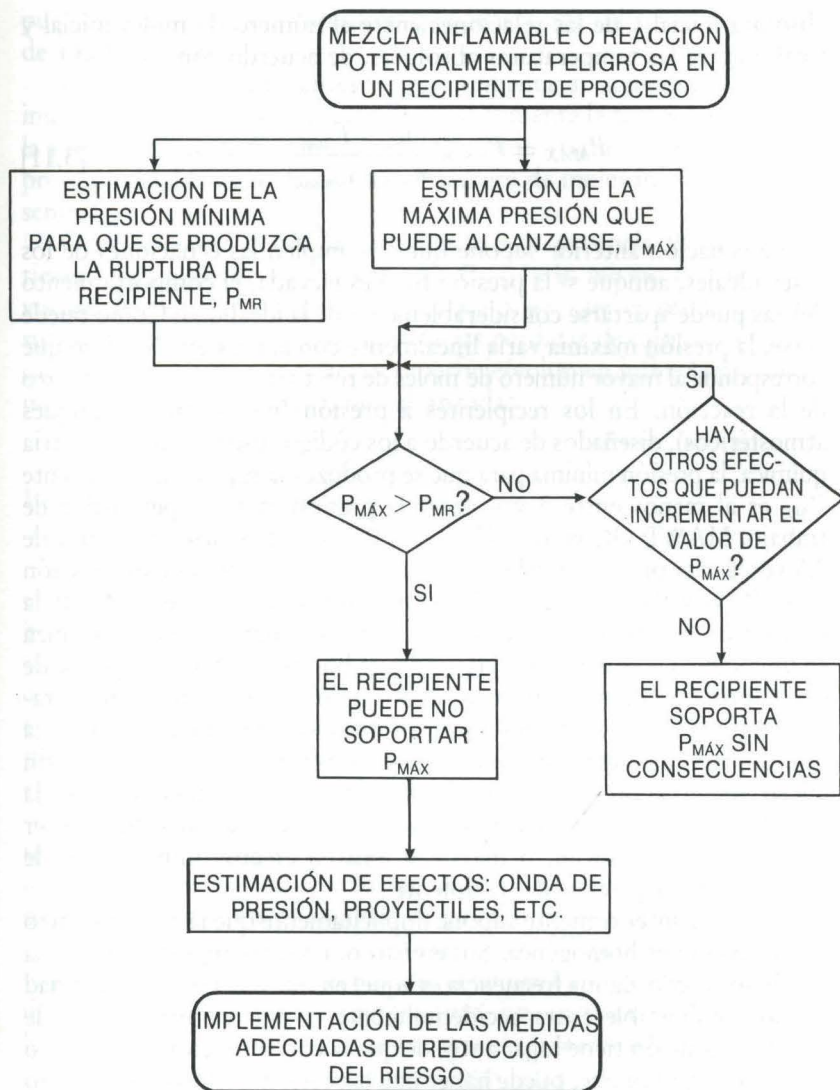 MEZCLA INFLAMABLE O REACCIÓN
POTENCIALMENTE PELIGROSA EN
UN RECIPIENTE DE PROCESO
ESTIMACIÓN DE LA
PRESIÓN MÍNIMA
PARA QUE SE PRODUZCA
LA RUPTURA DEL
RECIPIENTE, PMR
ESTIMACIÓN DE LA
MÁXIMA PRESIÓN QUE
PUEDE ALCANZARSE, PMÁX
PMÁX > PMR?
NO
SI
HAY
OTROS EFEC-
TOS QUE PUEDAN
INCREMENTAR EL
VALOR DE
PMÁX?
SI
NO
EL RECIPIENTE
PUEDE NO
SOPORTAR
PMÁX
EL RECIPIENTE
SOPORTA
PMÁX SIN
CONSECUENCIAS
ESTIMACIÓN DE EFECTOS: ONDA DE
PRESIÓN, PROYECTILES, ETC.
IMPLEMENTACIÓN DE LAS MEDIDAS
ADECUADAS DE REDUCCIÓN
DEL RIESGO